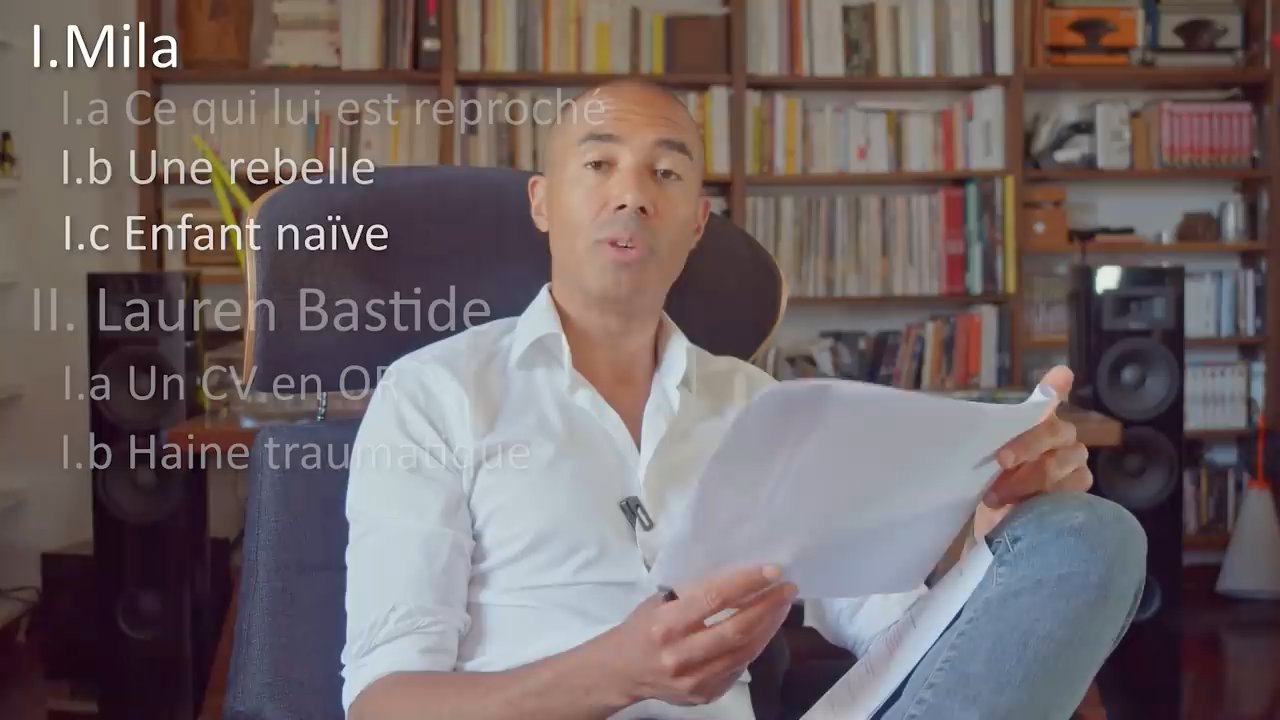 I.Mila
I.a Ce qui lui est reproché
I.b Une rebelle
I.c Enfant naïve
II. Lauren Bastide
I.a Un CV en OR
I.b Haine traumatique